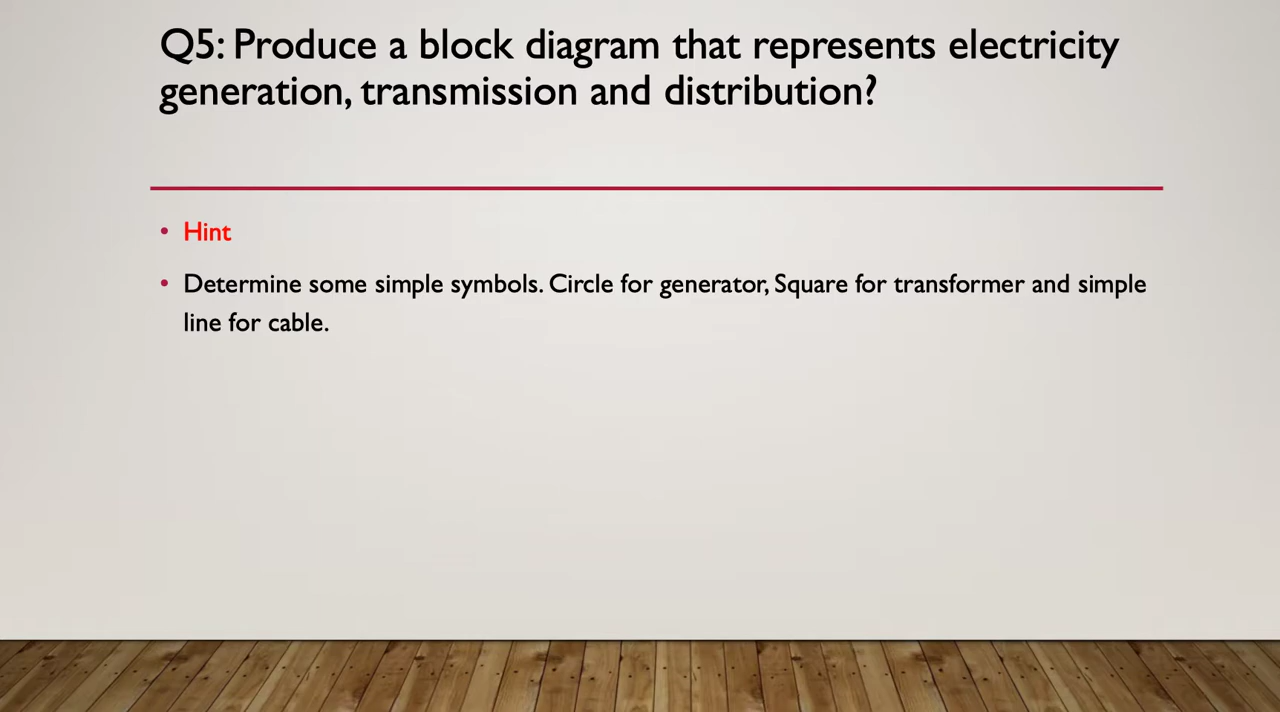 Q5: Produce a block diagram that represents electricity
generation, transmission and distribution?
• Hint
• Determine some simple symbols. Circle for generator, Square for transformer and simple
line for cable.